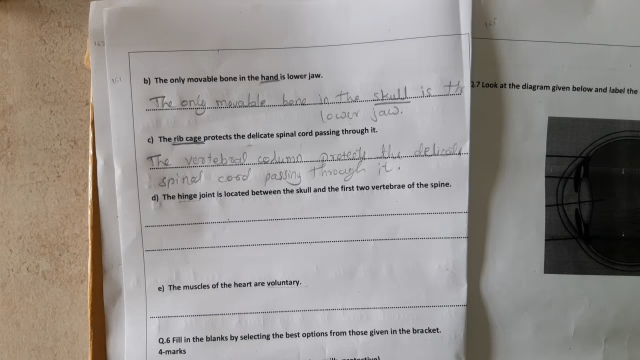 b) The only movable bone in the hand is lower jaw.
The only movable bone in the skull is the
lower jaw.
c) The rib cage protects the delicate spinal cord passing through it.
The vertebral column protects the delicate
spinal cord passing through it.
d) The hinge joint is located between the skull and the first two vertebrae of the spine.
e) The muscles of the heart are voluntary.
Q.6 Fill in the blanks by selecting the best options from those given in the bracket.
4-marks
2.7 Look at the diagram given below and label the